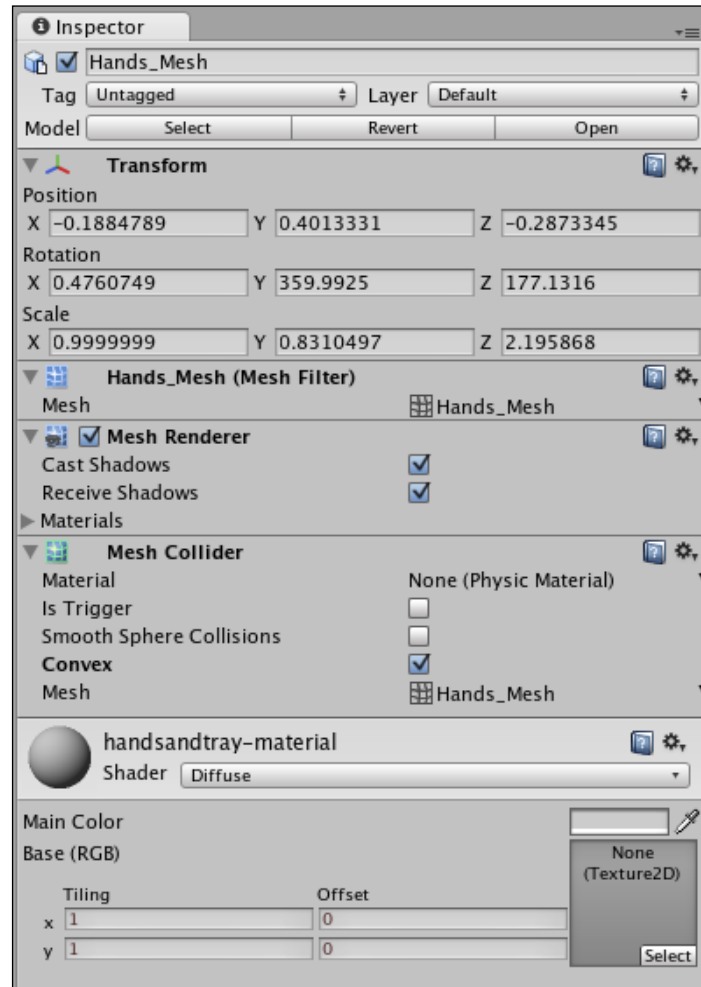 Inspector
Hands_Mesh
Tag Untagged Layer Default
Model Select Revert Open
Transform
Position
X -0.1884789 Y 0.4013331 Z -0.2873345
Rotation
X 0.4760749 Y 359.9925 Z 177.1316
Scale
X 0.9999999 Y 0.8310497 Z 2.195868
Hands_Mesh (Mesh Filter)
Mesh Hands_Mesh
Mesh Renderer
Cast Shadows
Receive Shadows
Materials
Mesh Collider
Material None (Physic Material)
Is Trigger
Smooth Sphere Collisions
Convex
Mesh Hands_Mesh
handsandtray-material
Shader Diffuse
Main Color
Base (RGB) None
(Texture2D)
Tiling Offset
x 1 0
y 1 0
Select